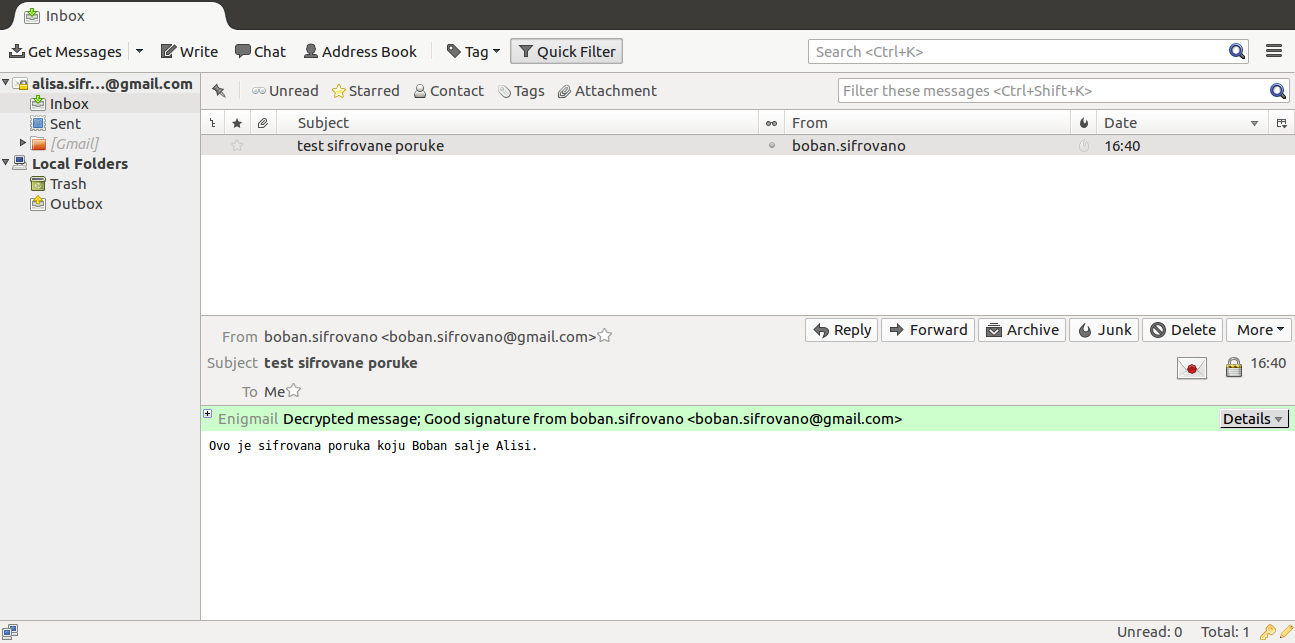 Inbox
Get Messages Write Chat Address Book Tag Quick Filter Search <Ctrl+K>
alisa.sifr...@gmail.com
Inbox
Sent
[Gmail]
Local Folders
Trash
Outbox
Unread Starred Contact Tags Attachment Filter these messages <Ctrl+Shift+K>
Subject From Date
test sifrovane poruke boban.sifrovano 16:40
From boban.sifrovano <boban.sifrovano@gmail.com> Reply Forward Archive Junk Delete More
Subject test sifrovane poruke 16:40
To Me
Enigmail Decrypted message; Good signature from boban.sifrovano <boban.sifrovano@gmail.com> Details
Ovo je sifrovana poruka koju Boban salje Alisi.
Unread: 0 Total: 1